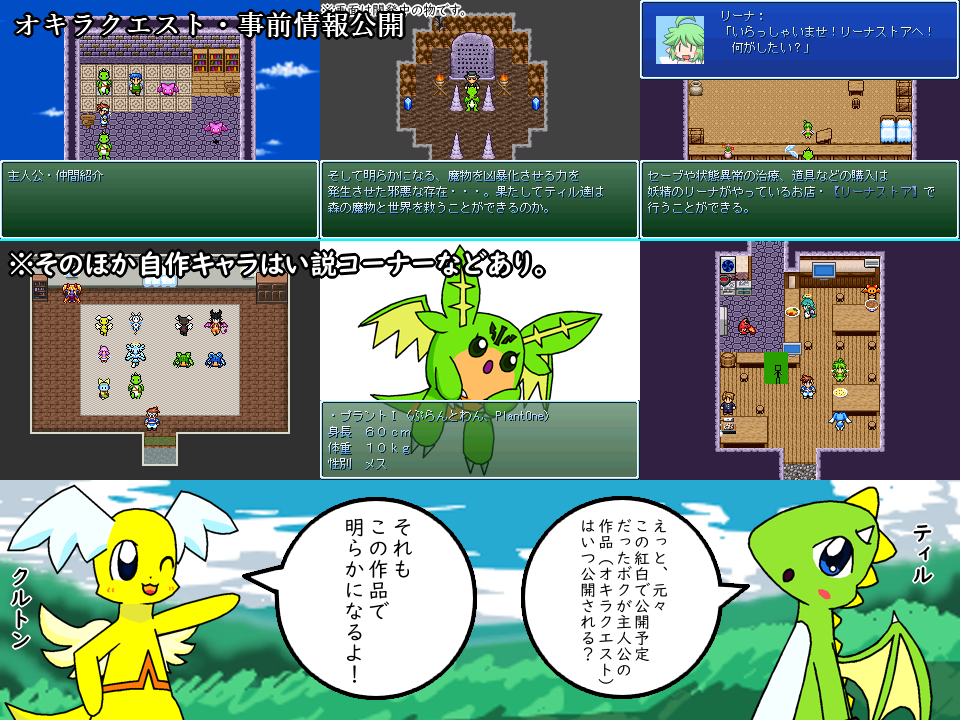 オキラクエスト・事前情報公開
※画面は開発中の物です。
主人公・仲間紹介
そして明らかになる、魔物を凶暴化させる力を
発生させた邪悪な存在・・・。果たしてティル達は
森の魔物と世界を救うことができるのか。
リーナ：
「いらっしゃいませ！リーナストアへ！
何がしたい？」
セーブや状態異常の治療、道具などの購入は
妖精のリーナがやっているお店・【リーナストア】で
行うことができる。
※そのほか自作キャラはい説コーナーなどあり。
・プラントⅠ（ぷらんとわん、PlantOne）
身長　６０ｃｍ
体重　１０ｋｇ
性別　メス
ティル
えっと、元々
この紅白で公開予定
だったボクが主人公の
作品（オキラクエスト）
はいつ公開される？
それも
この作品で
明らかになるよ！
クルトン